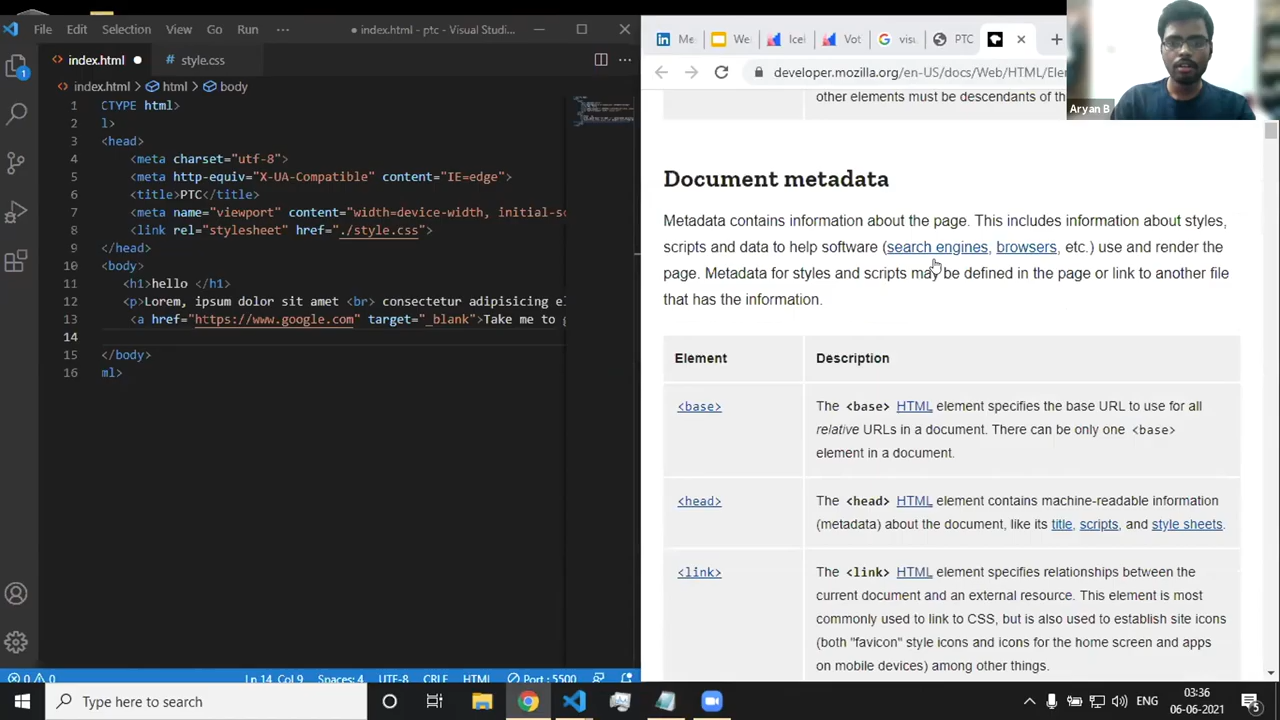 File Edit Selection View Go Run ··· ● index.html - ptc - Visual Studi...
index.html ● style.css
index.html > html > body
1 CTYPE html>
2 l>
3 <head>
4 <meta charset="utf-8">
5 <meta http-equiv="X-UA-Compatible" content="IE=edge">
6 <title>PTC</title>
7 <meta name="viewport" content="width=device-width, initial-sc
8 <link rel="stylesheet" href="./style.css">
9 </head>
10 <body>
11 <h1>hello </h1>
12 <p>Lorem, ipsum dolor sit amet <br> consectetur adipisicing el
13 <a href="https://www.google.com" target="_blank">Take me to g
14
15 </body>
16 ml>
1
0 0 Ln 14, Col 9 Spaces: 4 UTF-8 CRLF HTML Port : 5500
Me We Icel Vot visu PTC
developer.mozilla.org/en-US/docs/Web/HTML/Ele
Aryan B
other elements must be descendants of th
Document metadata
Metadata contains information about the page. This includes information about styles,
scripts and data to help software (search engines, browsers, etc.) use and render the
page. Metadata for styles and scripts may be defined in the page or link to another file
that has the information.
Element Description
<base> The <base> HTML element specifies the base URL to use for all
relative URLs in a document. There can be only one <base>
element in a document.
<head> The <head> HTML element contains machine-readable information
(metadata) about the document, like its title, scripts, and style sheets.
<link> The <link> HTML element specifies relationships between the
current document and an external resource. This element is most
commonly used to link to CSS, but is also used to establish site icons
(both "favicon" style icons and icons for the home screen and apps
on mobile devices) among other things.
Type here to search
ENG
03:36
06-06-2021
5